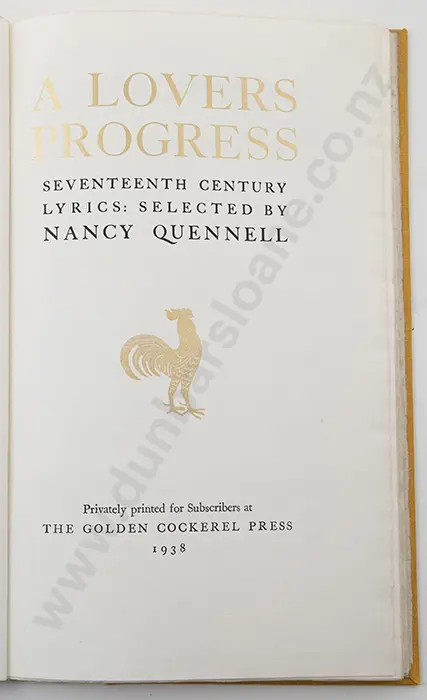 A LOVERS
PROGRESS
SEVENTEENTH CENTURY
LYRICS: SELECTED BY
NANCY QUENNELL
Privately printed for Subscribers at
THE GOLDEN COCKEREL PRESS
1938
www.dunbarsloane.co.nz